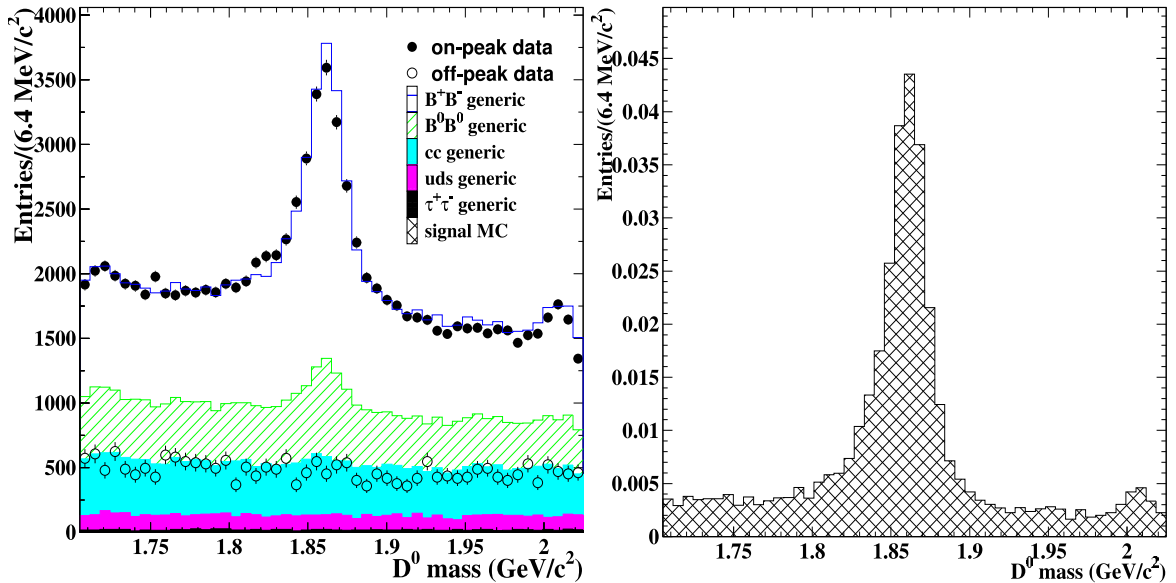 Entries/(6.4 MeV/c²)
4000
3500
3000
2500
2000
1500
1000
500
0
on-peak data
off-peak data
B⁺B⁻ generic
B⁰B⁰ generic
cc generic
uds generic
τ⁺τ⁻ generic
signal MC
1.75 1.8 1.85 1.9 1.95 2
D⁰ mass (GeV/c²)
Entries/(6.4 MeV/c²)
0.045
0.04
0.035
0.03
0.025
0.02
0.015
0.01
0.005
0
1.75 1.8 1.85 1.9 1.95 2
D⁰ mass (GeV/c²)